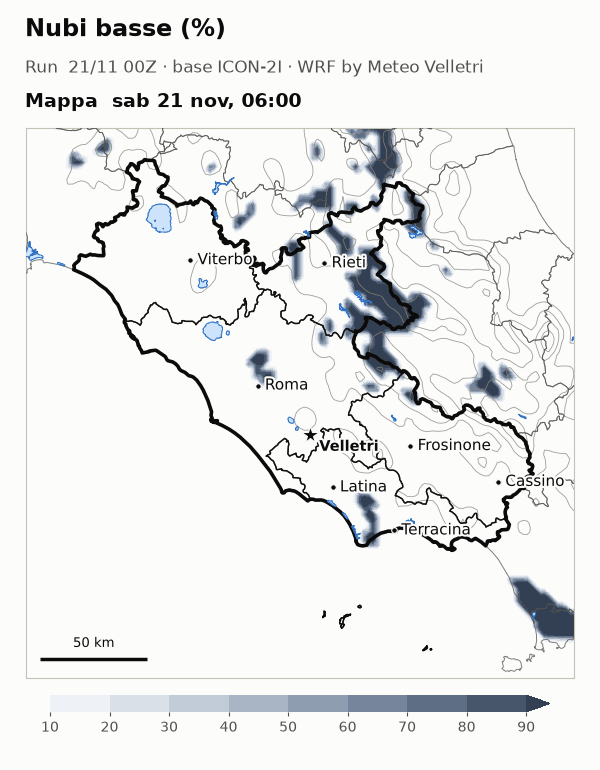 Nubi basse (%)
Run 21/11 00Z · base ICON-2I · WRF by Meteo Velletri
Mappa sab 21 nov, 06:00
Viterbo
Rieti
Roma
Velletri
Frosinone
Latina
Cassino
Terracina
50 km
10 20 30 40 50 60 70 80 90